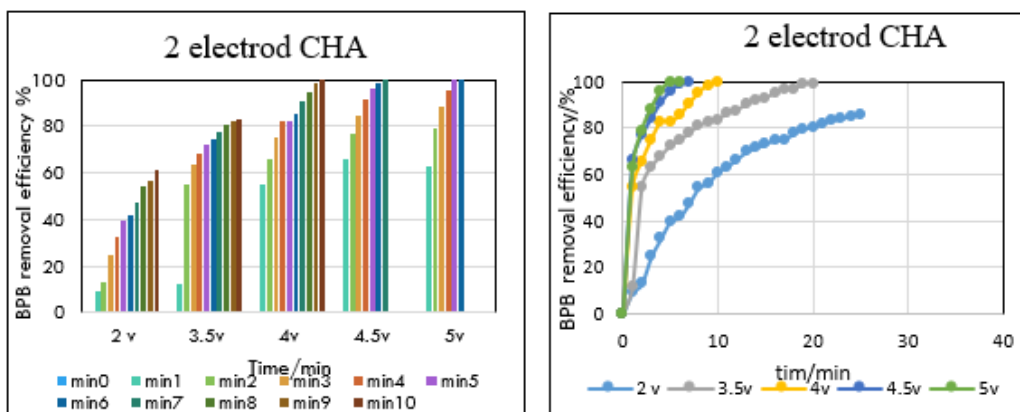 2 electrod CHA
BPB removal efficiency %
100
80
60
40
20
0
2 v 3.5v 4v 4.5v 5v
Time/min
min0 min1 min2 min3 min4 min5
min6 min7 min8 min9 min10
2 electrod CHA
BPB removal efficiency/%
100
80
60
40
20
0
0 10 20 30 40
tim/min
2 v 3.5v 4v 4.5v 5v